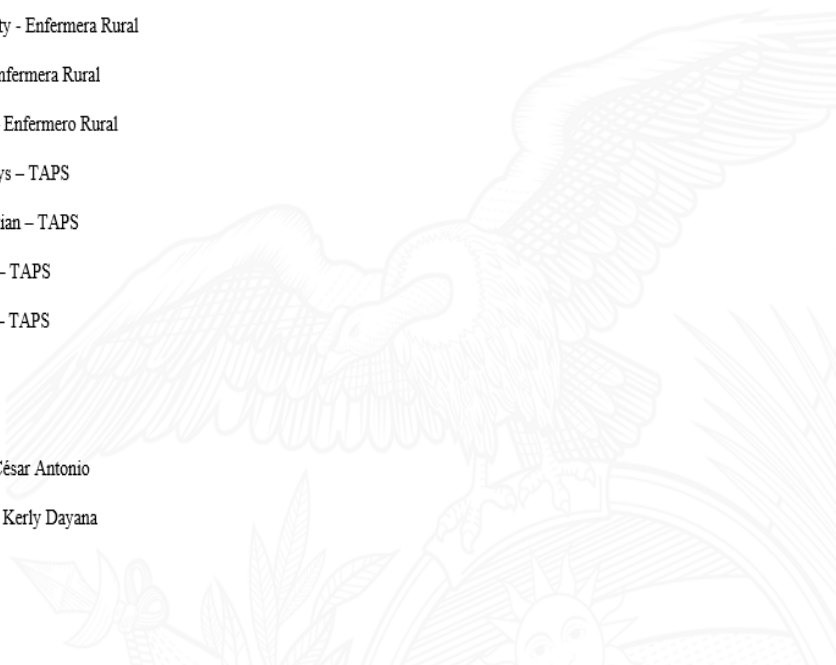 ty - Enfermera Rural
nfermera Rural
Enfermero Rural
ys – TAPS
ian – TAPS
– TAPS
– TAPS
César Antonio
Kerly Dayana